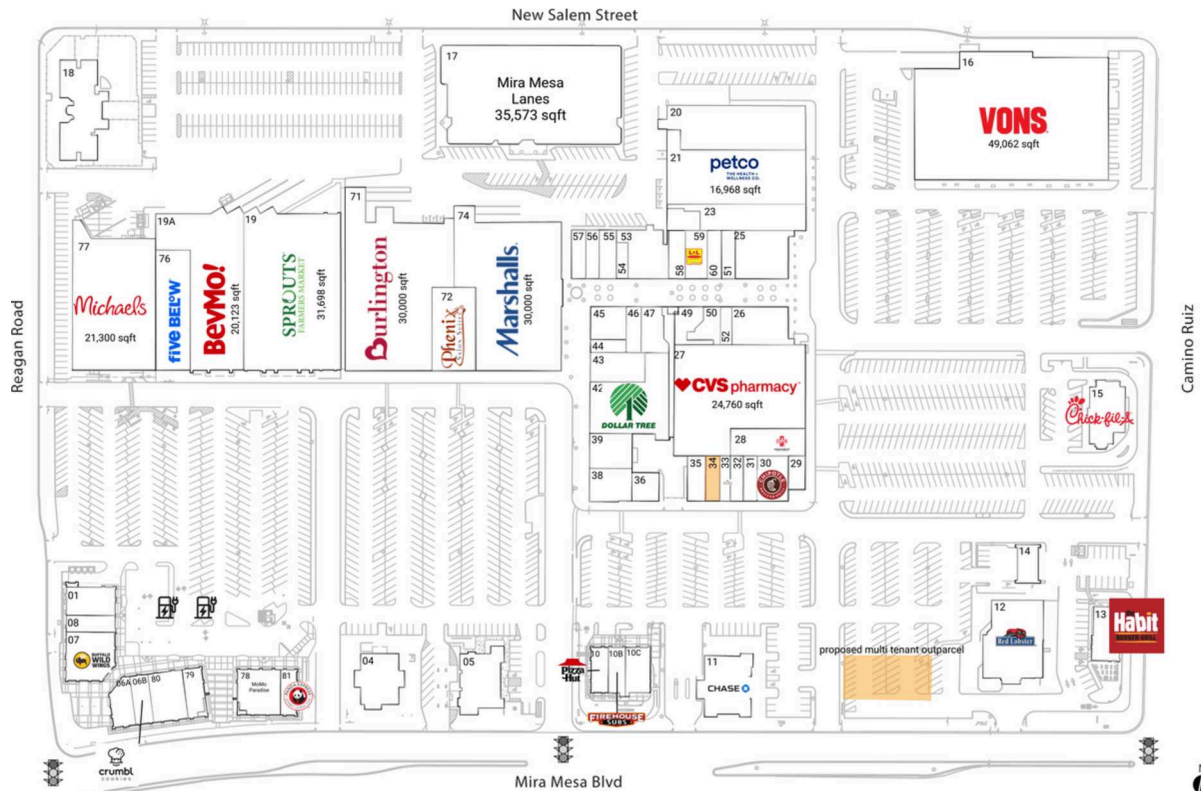 New Salem Street
18
17
Mira Mesa
Lanes
35,573 sqft
16
VONS
49,062 sqft
20
21
petco
THE HEALTH +
WELLNESS CO.
16,968 sqft
23
71
74
19A
19
77
76
57
56
55
53
54
59
L&L
58
60
51
25
Michaels
21,300 sqft
five BELOW
BevMo!
20,123 sqft
SPROUTS
FARMERS MARKET
31,698 sqft
Burlington
30,000 sqft
72
Phenix
Salon Suites
Marshalls
30,000 sqft
Reagan Road
Camino Ruiz
45
46
47
49
50
52
26
44
43
27
CVS pharmacy
24,760 sqft
42
DOLLAR TREE
15
Chick-fil-A
28
39
38
36
35
34
33
32
31
30
CHIPOTLE
29
14
01
08
07
BUFFALO
WILD
WINGS
12
Red Lobster
13
The
Habit
BURGER GRILL
proposed multi tenant outparcel
06A
06B
80
79
78
MoMo
Paradise
81
PANDA EXPRESS
04
05
10
10B
10C
Pizza
Hut
FIREHOUSE
SUBS
11
CHASE
crumbl
cookies
Mira Mesa Blvd